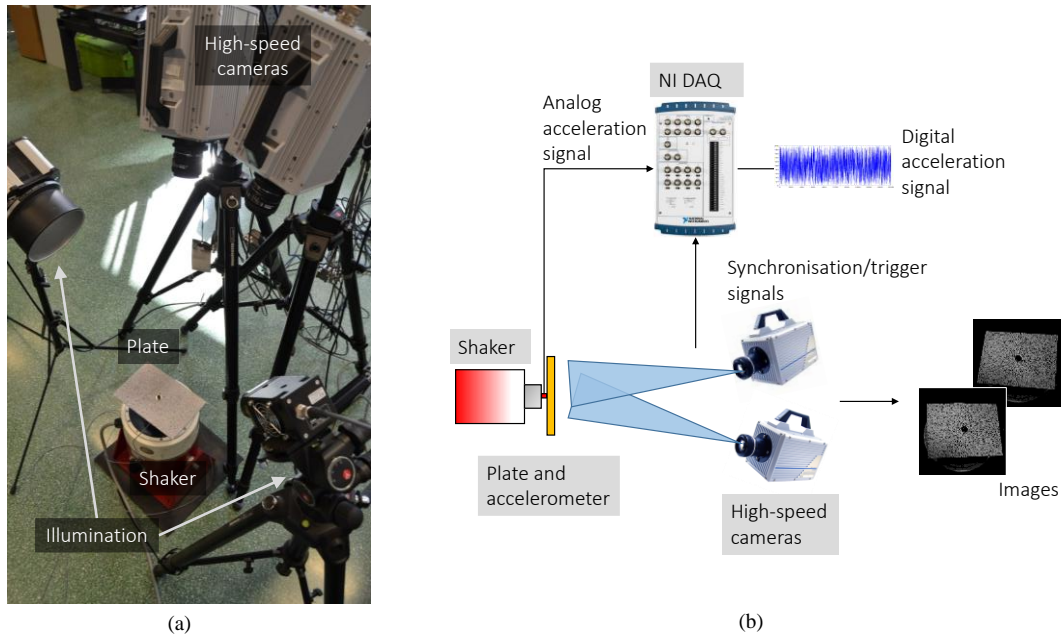 High-speed
cameras
Plate
Shaker
Illumination
(a)
NI DAQ
Analog
acceleration
signal
Digital
acceleration
signal
Synchronisation/trigger
signals
Shaker
Plate and
accelerometer
High-speed
cameras
Images
(b)